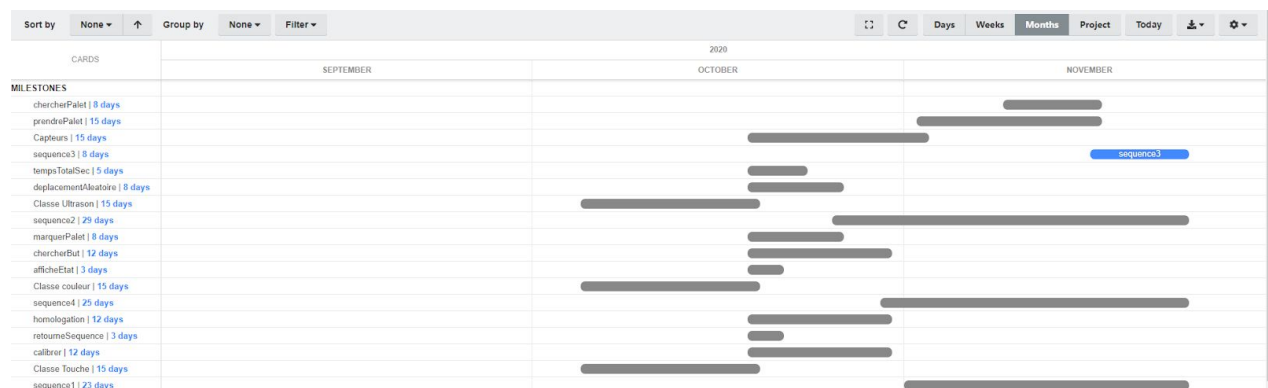 Sort by None Group by None Filter Days Weeks Months Project Today
CARDS
2020
SEPTEMBER OCTOBER NOVEMBER
MILESTONES
chercherPalet | 8 days
prendrePalet | 15 days
Capteurs | 15 days
sequence3 | 8 days sequence3
tempsTotalSec | 5 days
deplacementAleatoire | 8 days
Classe Ultrason | 15 days
sequence2 | 29 days
marquerPalet | 8 days
chercherBut | 12 days
afficheEtat | 3 days
Classe couleur | 15 days
sequence4 | 25 days
homologation | 12 days
retourneSequence | 3 days
calibrer | 12 days
Classe Touche | 15 days
sequence1 | 23 days